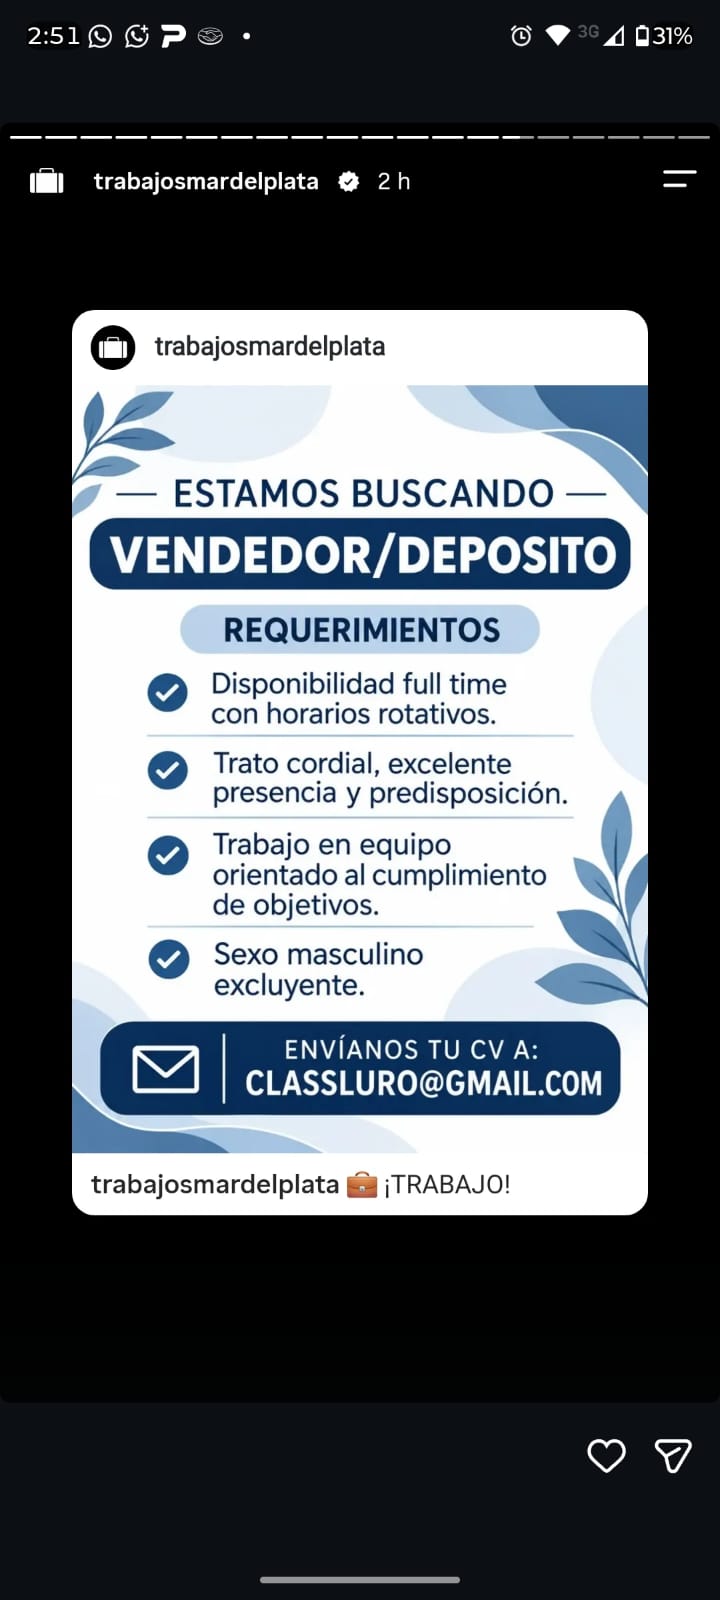 2:51
3G
31%
trabajosmardelplata 2 h
trabajosmardelplata
ESTAMOS BUSCANDO
VENDEDOR/DEPOSITO
REQUERIMIENTOS
Disponibilidad full time
con horarios rotativos.
Trato cordial, excelente
presencia y predisposición.
Trabajo en equipo
orientado al cumplimiento
de objetivos.
Sexo masculino
excluyente.
ENVÍANOS TU CV A:
CLASSLURO@GMAIL.COM
trabajosmardelplata 💼 ¡TRABAJO!